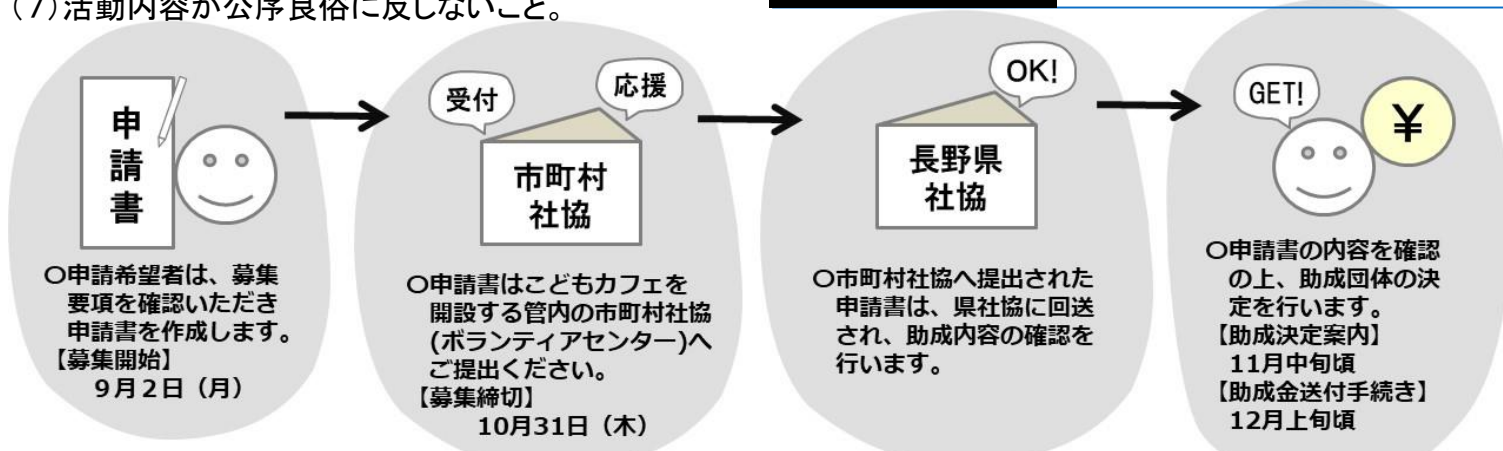 (7)活動内容が公序良俗に反しないこと。
申
請
書
〇申請希望者は、募集
要項を確認いただき
申請書を作成します。
【募集開始】
9月2日（月）
受付
応援
市町村
社協
〇申請書はこどもカフェを
開設する管内の市町村社協
(ボランティアセンター)へ
ご提出ください。
【募集締切】
10月31日（木）
OK!
長野県
社協
〇市町村社協へ提出された
申請書は、県社協に回送
され、助成内容の確認を
行います。
GET!
¥
〇申請書の内容を確認
の上、助成団体の決
定を行います。
【助成決定案内】
11月中旬頃
【助成金送付手続き】
12月上旬頃